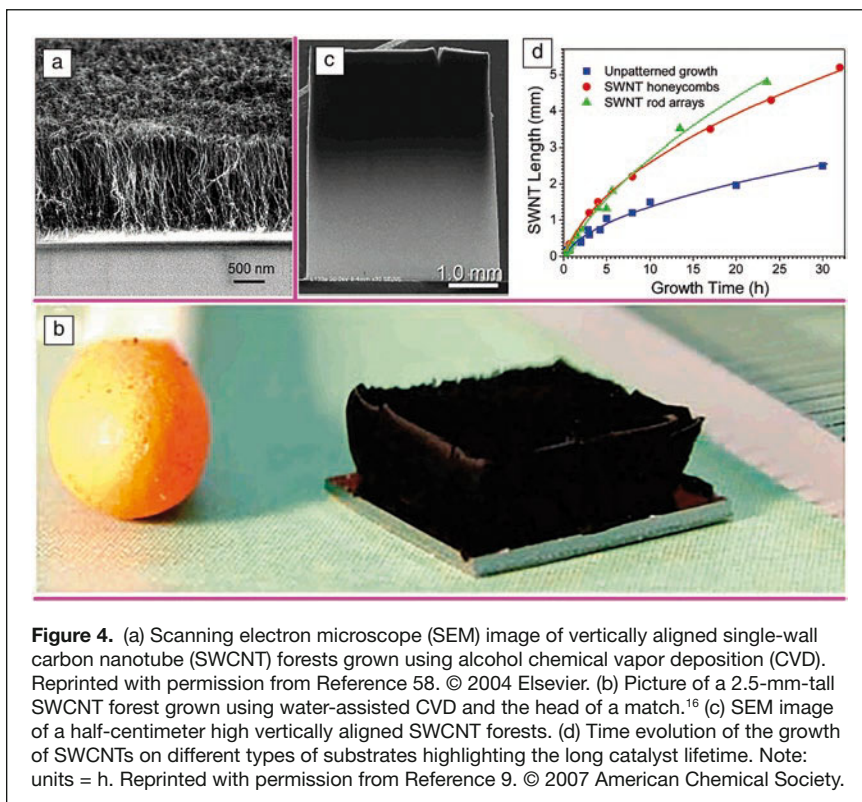 a
500 nm
c
1.0 mm
d
Unpatterned growth
SWNT honeycombs
SWNT rod arrays
SWNT Length (mm)
5
4
3
2
1
0
0 5 10 15 20 25 30
Growth Time (h)
b
Figure 4. (a) Scanning electron microscope (SEM) image of vertically aligned single-wall
carbon nanotube (SWCNT) forests grown using alcohol chemical vapor deposition (CVD).
Reprinted with permission from Reference 58. © 2004 Elsevier. (b) Picture of a 2.5-mm-tall
SWCNT forest grown using water-assisted CVD and the head of a match.¹⁶ (c) SEM image
of a half-centimeter high vertically aligned SWCNT forests. (d) Time evolution of the growth
of SWCNTs on different types of substrates highlighting the long catalyst lifetime. Note:
units = h. Reprinted with permission from Reference 9. © 2007 American Chemical Society.